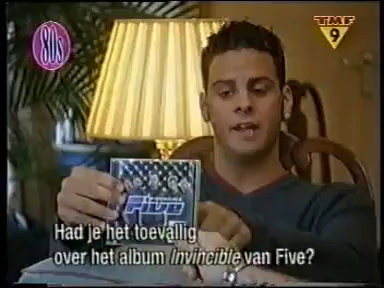 80s
TMF
9
FIVE
Had je het toevallig
over het album Invincible van Five?